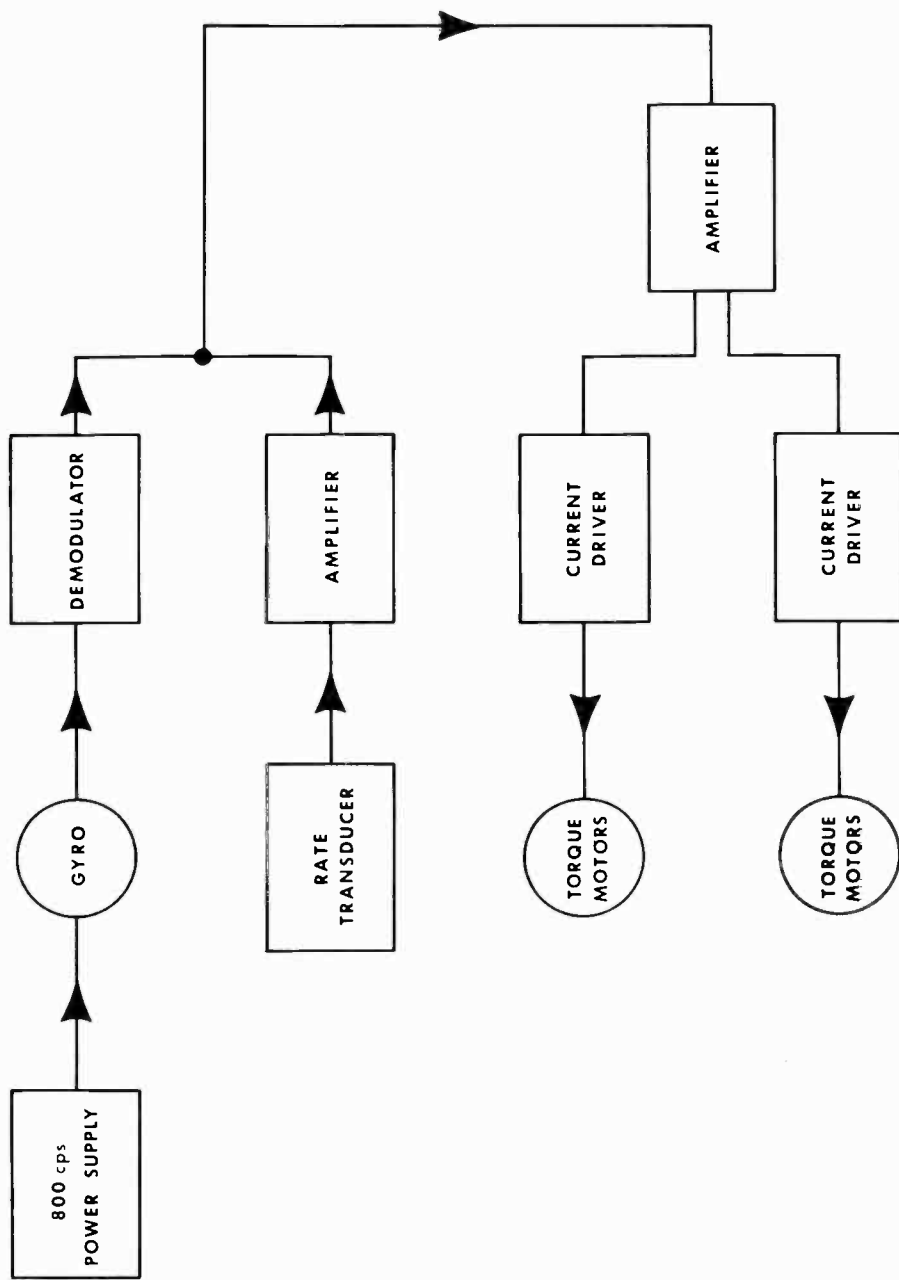 800 cps
POWER SUPPLY
GYRO
DEMODULATOR
RATE
TRANSDUCER
AMPLIFIER
TORQUE
MOTORS
CURRENT
DRIVER
AMPLIFIER
TORQUE
MOTORS
CURRENT
DRIVER